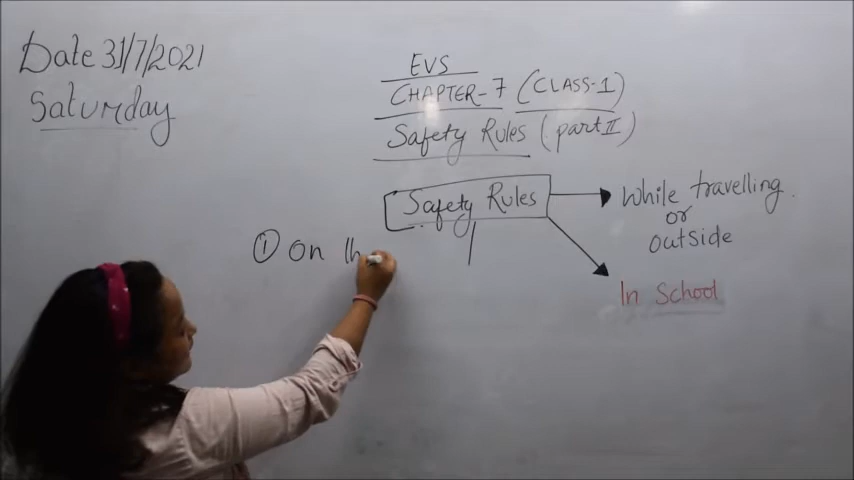 Date 31/7/2021
Saturday
EVS
CHAPTER-7 (CLASS-1)
Safety Rules (part II)
Safety Rules
While travelling.
or
outside
In School
① On th